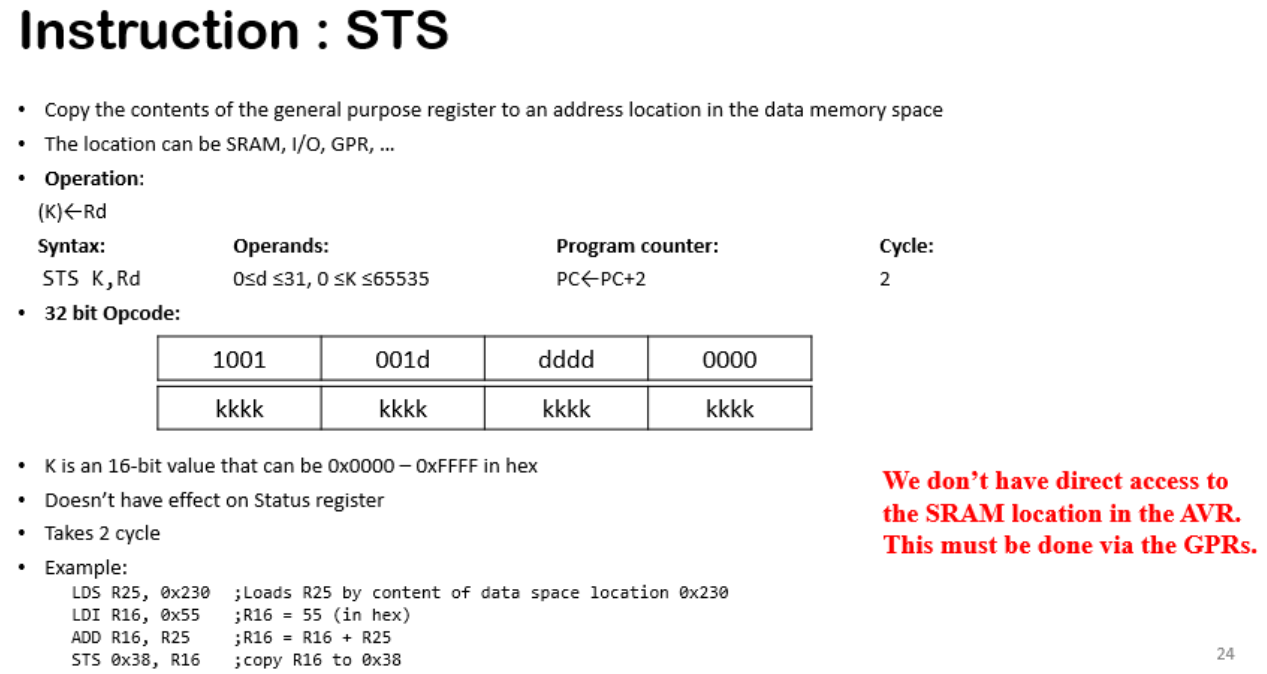 Instruction : STS
• Copy the contents of the general purpose register to an address location in the data memory space
• The location can be SRAM, I/O, GPR, ...
• Operation:
(K)←Rd
Syntax: Operands: Program counter: Cycle:
STS K,Rd 0≤d ≤31, 0 ≤K ≤65535 PC←PC+2 2
• 32 bit Opcode:
1001 001d dddd 0000
kkkk kkkk kkkk kkkk
• K is an 16-bit value that can be 0x0000 – 0xFFFF in hex
• Doesn't have effect on Status register
• Takes 2 cycle
• Example:
LDS R25, 0x230 ;Loads R25 by content of data space location 0x230
LDI R16, 0x55 ;R16 = 55 (in hex)
ADD R16, R25 ;R16 = R16 + R25
STS 0x38, R16 ;copy R16 to 0x38
We don't have direct access to
the SRAM location in the AVR.
This must be done via the GPRs.
24